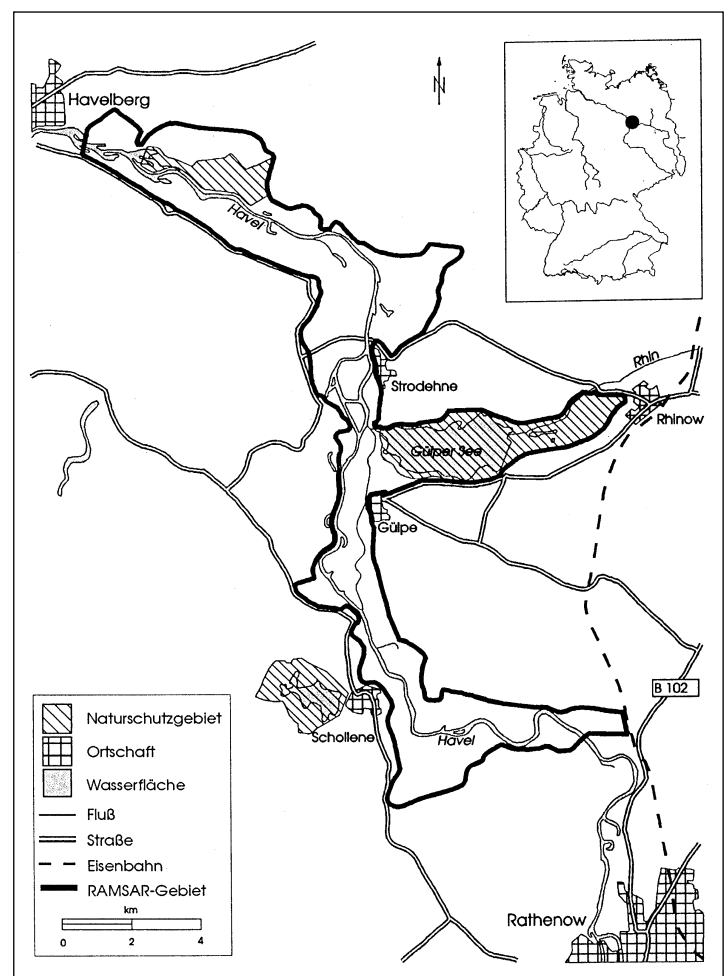 N
Havelberg
Havel
Rhin
Strodehne
Rhinow
Gülper See
Gülpe
B 102
Schollene
Havel
Naturschutzgebiet
Ortschaft
Wasserfläche
Fluß
Straße
Eisenbahn
RAMSAR-Gebiet
km
0 2 4
Rathenow